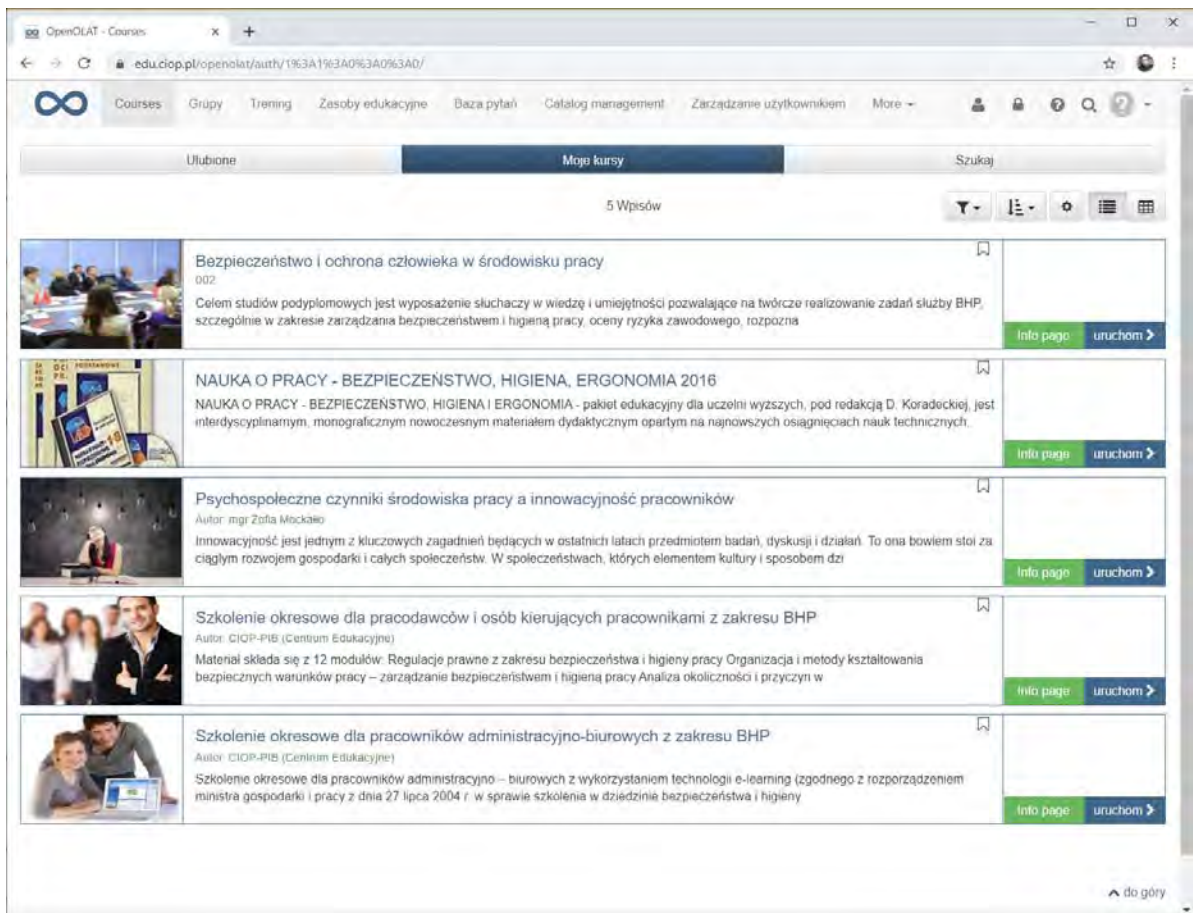 OpenOLAT - Courses
edu.ciop.pl/openolat/auth/1%3A1%3A0%3A0%3A0/
Courses Grupy Trening Zasoby edukacyjne Baza pytań Catalog management Zarządzanie użytkownikiem More
Ulubione Moje kursy Szukaj
5 Wpisów
Bezpieczeństwo i ochrona człowieka w środowisku pracy
002
Celem studiów podyplomowych jest wyposażenie słuchaczy w wiedzę i umiejętności pozwalające na twórcze realizowanie zadań służby BHP,
szczególnie w zakresie zarządzania bezpieczeństwem i higieną pracy, oceny ryzyka zawodowego, rozpozna
Info page uruchom
NAUKA O PRACY - BEZPIECZEŃSTWO, HIGIENA, ERGONOMIA 2016
NAUKA O PRACY - BEZPIECZEŃSTWO, HIGIENA I ERGONOMIA - pakiet edukacyjny dla uczelni wyższych, pod redakcją D. Koradeckiej, jest
interdyscyplinarnym, monograficznym nowoczesnym materiałem dydaktycznym opartym na najnowszych osiągnięciach nauk technicznych,
Info page uruchom
Psychospołeczne czynniki środowiska pracy a innowacyjność pracowników
Autor: mgr Zofia Mockałło
Innowacyjność jest jednym z kluczowych zagadnień będących w ostatnich latach przedmiotem badań, dyskusji i działań. To ona bowiem stoi za
ciągłym rozwojem gospodarki i całych społeczeństw. W społeczeństwach, których elementem kultury i sposobem dzi
Info page uruchom
Szkolenie okresowe dla pracodawców i osób kierujących pracownikami z zakresu BHP
Autor: CIOP-PIB (Centrum Edukacyjne)
Materiał składa się z 12 modułów: Regulacje prawne z zakresu bezpieczeństwa i higieny pracy Organizacja i metody kształtowania
bezpiecznych warunków pracy – zarządzanie bezpieczeństwem i higieną pracy Analiza okoliczności i przyczyn w
Info page uruchom
Szkolenie okresowe dla pracowników administracyjno-biurowych z zakresu BHP
Autor: CIOP-PIB (Centrum Edukacyjne)
Szkolenie okresowe dla pracowników administracyjno – biurowych z wykorzystaniem technologii e-learning (zgodnego z rozporządzeniem
ministra gospodarki i pracy z dnia 27 lipca 2004 r. w sprawie szkolenia w dziedzinie bezpieczeństwa i higieny
Info page uruchom
do góry